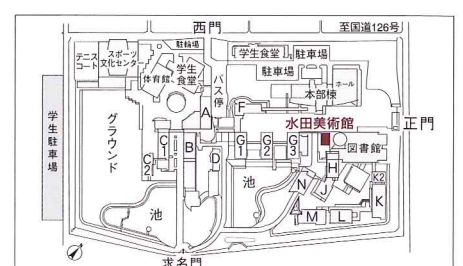 西門
至国道126号
テニス
コート
スポーツ
文化センタ
駐輪場
体育館
学生
食堂
バス停
学生食堂
駐車場
駐車場
本部棟
ホール
正門
水田美術館
図書館
学生駐車場
グラウンド
A
F
C1
C2
B
D
G1
G2
G3
H
J
N
I
M
L
K2
K
池
池
求名門